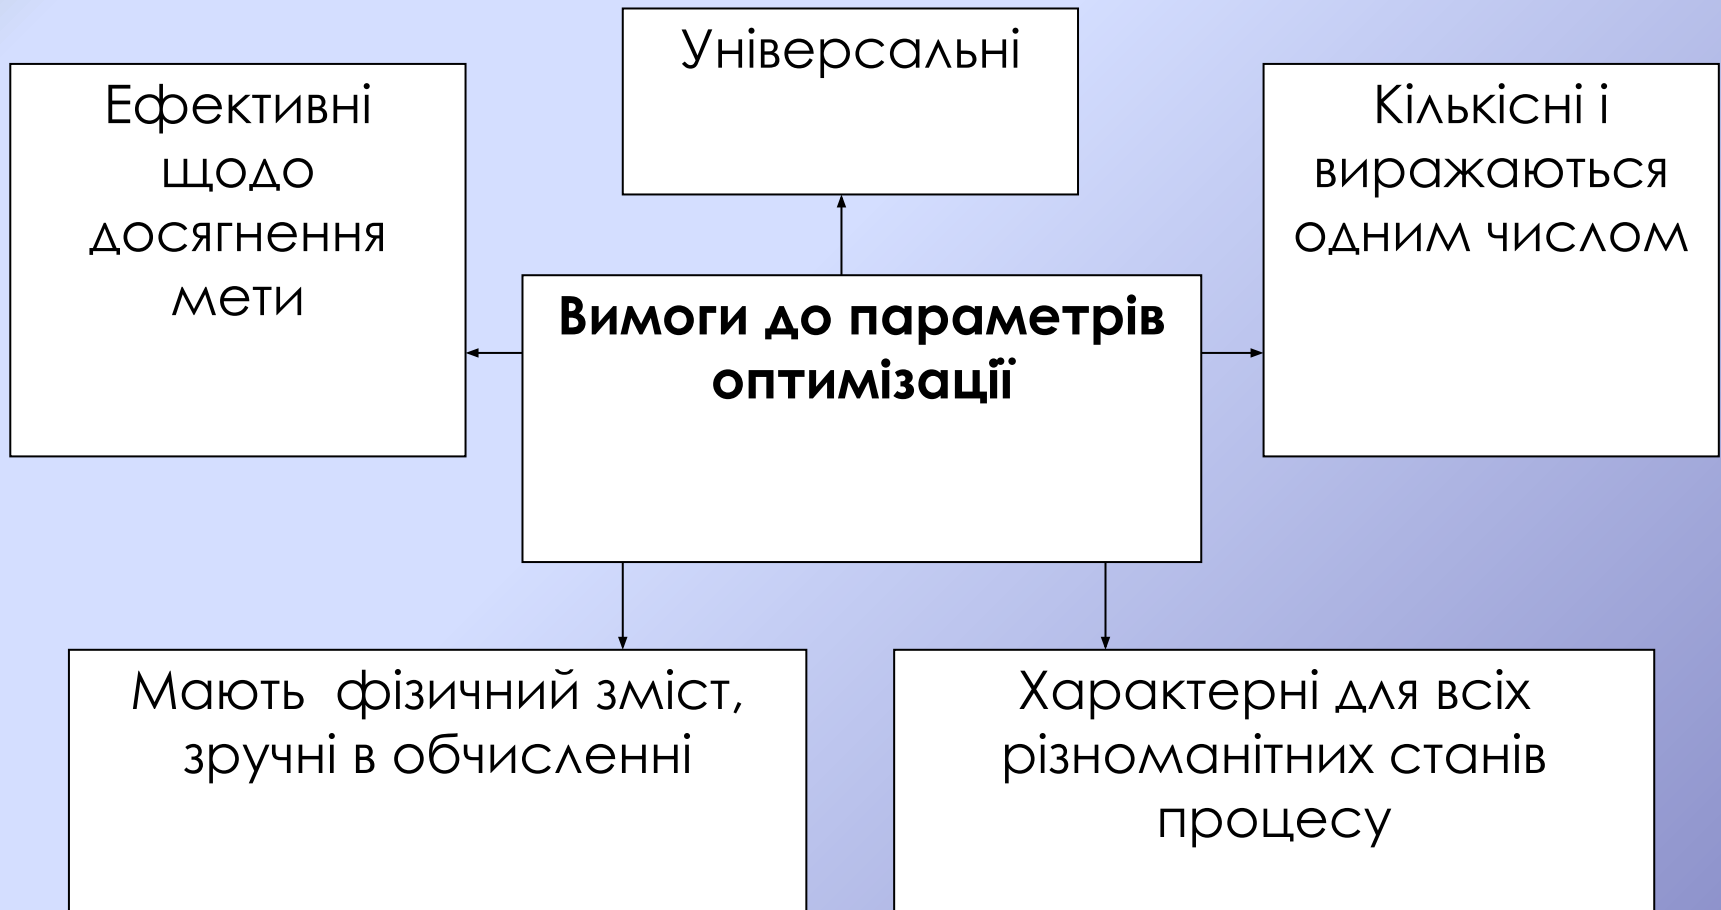 Універсальні
Ефективні
щодо
досягнення
мети
Кількісні і
виражаються
одним числом
Вимоги до параметрів
оптимізації
Мають фізичний зміст,
зручні в обчисленні
Характерні для всіх
різноманітних станів
процесу